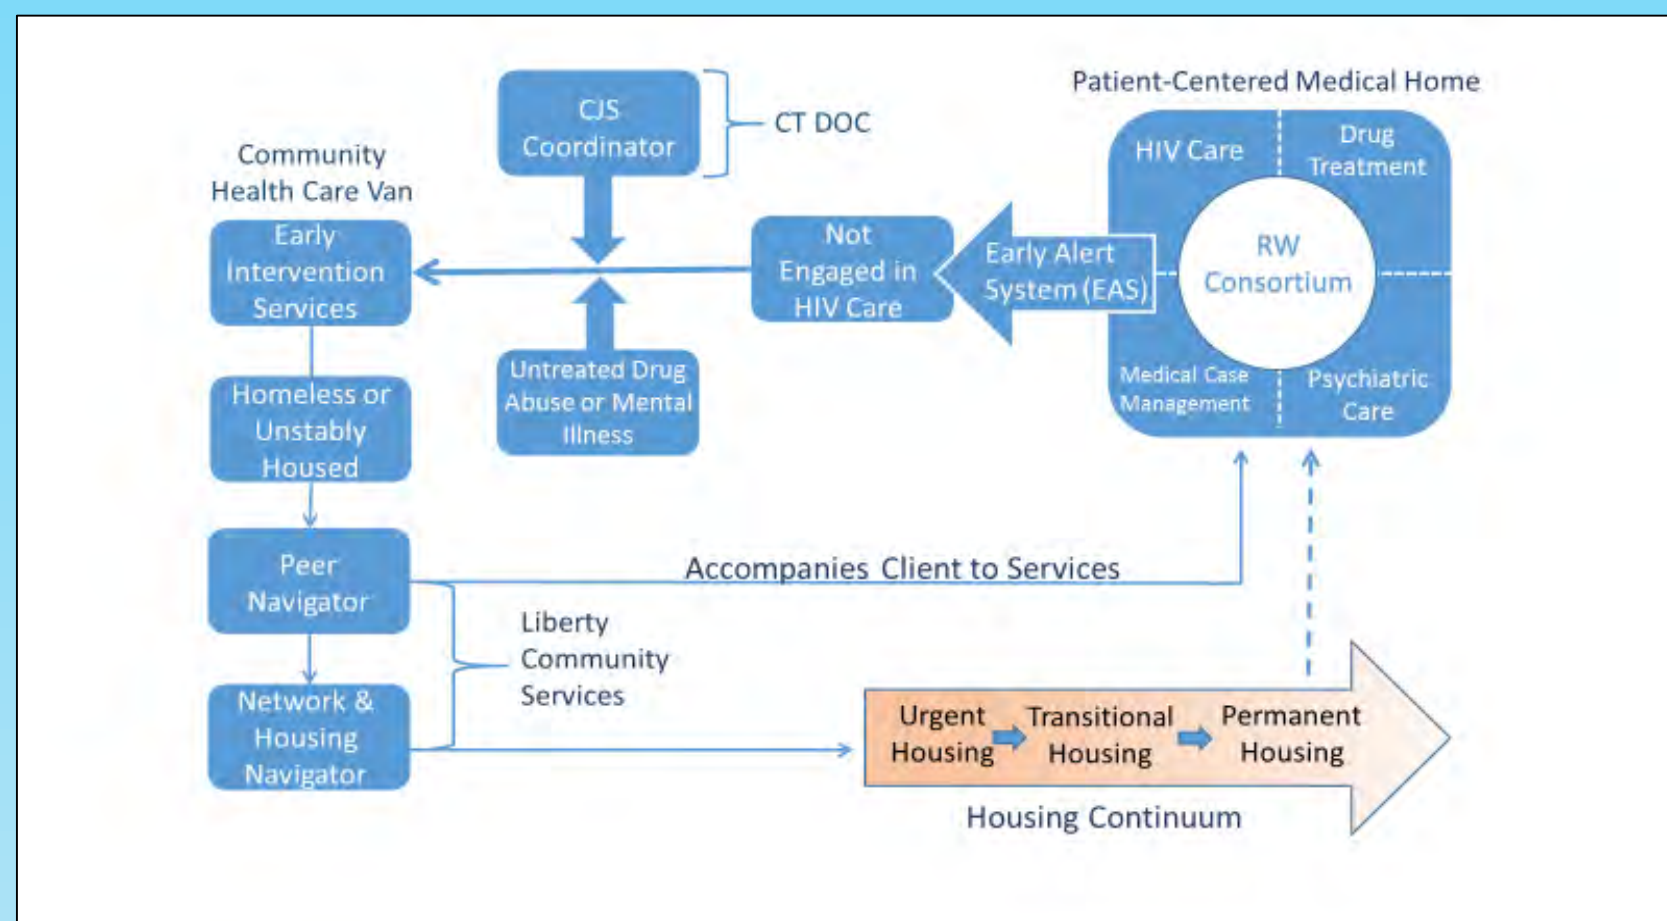 CJS
Coordinator
CT DOC
Patient-Centered Medical Home
HIV Care
Drug
Treatment
RW
Consortium
Medical Case
Management
Psychiatric
Care
Community
Health Care Van
Early
Intervention
Services
Not
Engaged in
HIV Care
Early Alert
System (EAS)
Untreated Drug
Abuse or Mental
Illness
Homeless or
Unstably
Housed
Peer
Navigator
Accompanies Client to Services
Liberty
Community
Services
Network &
Housing
Navigator
Urgent
Housing
Transitional
Housing
Permanent
Housing
Housing Continuum